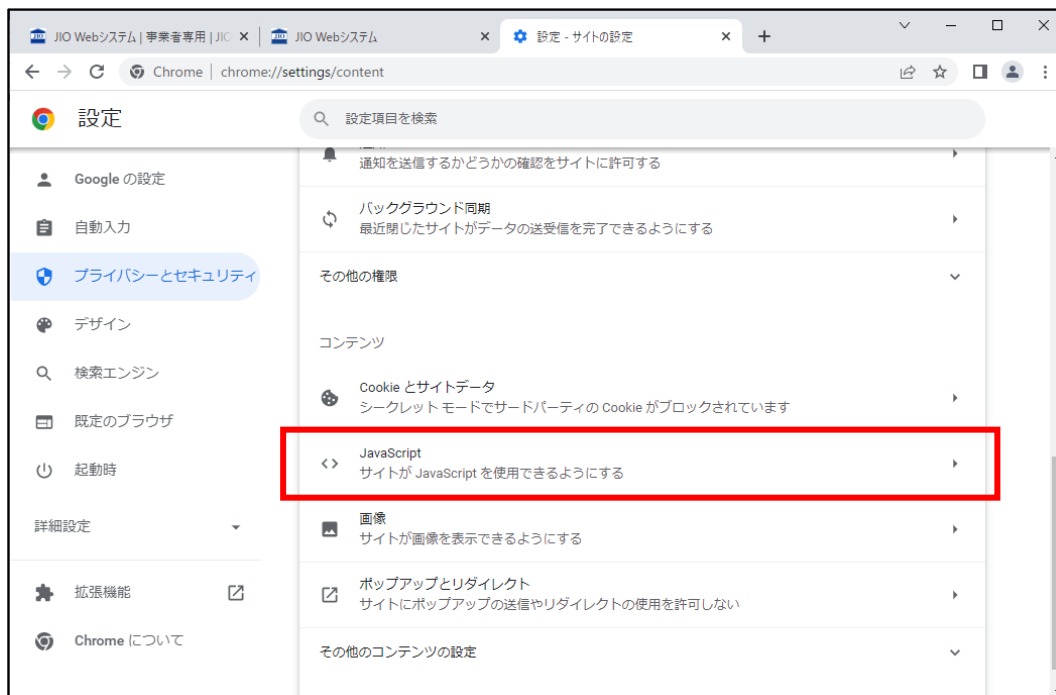 JIO Webシステム | 事業者専用 | JIO
JIO Webシステム
設定 - サイトの設定
Chrome | chrome://settings/content
設定
設定項目を検索
Google の設定
自動入力
プライバシーとセキュリティ
デザイン
検索エンジン
既定のブラウザ
起動時
詳細設定
拡張機能
Chrome について
通知を送信するかどうかの確認をサイトに許可する
バックグラウンド同期
最近閉じたサイトがデータの送受信を完了できるようにする
その他の権限
コンテンツ
Cookie とサイトデータ
シークレット モードでサードパーティの Cookie がブロックされています
JavaScript
サイトが JavaScript を使用できるようにする
画像
サイトが画像を表示できるようにする
ポップアップとリダイレクト
サイトにポップアップの送信やリダイレクトの使用を許可しない
その他のコンテンツの設定